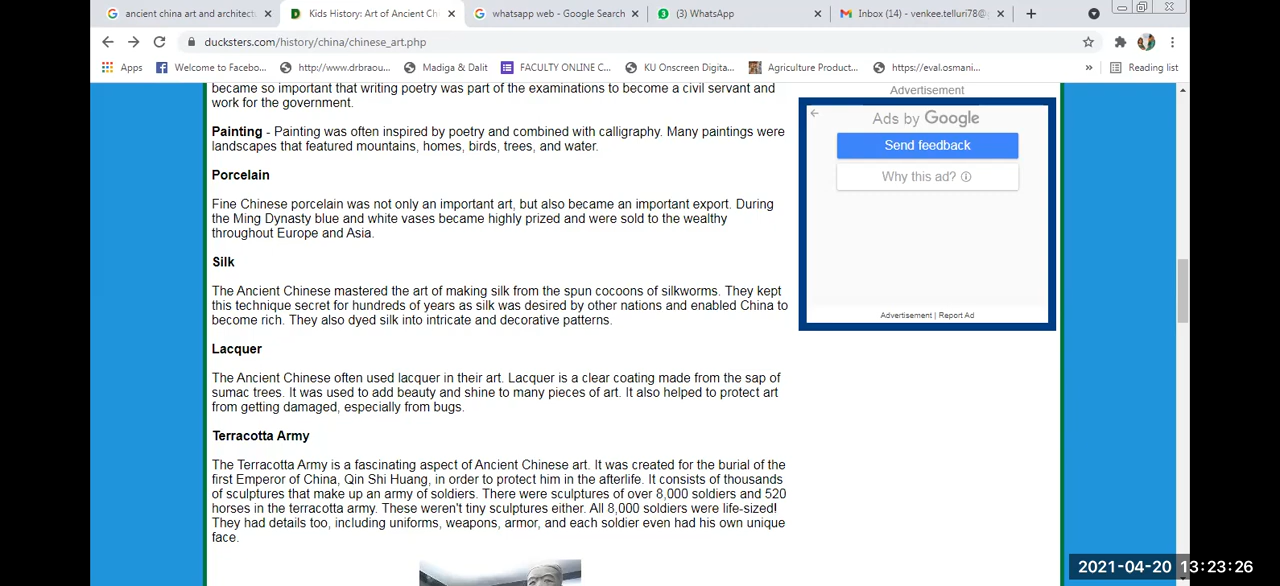 ancient china art and architectu
Kids History: Art of Ancient Ch
whatsapp web - Google Search
(3) WhatsApp
Inbox (14) - venkee.telluri78@
ducksters.com/history/china/chinese_art.php
Apps
Welcome to Facebo...
http://www.drbraou...
Madiga & Dalit
FACULTY ONLINE C...
KU Onscreen Digita...
Agriculture Product...
https://eval.osmani...
»
Reading list
became so important that writing poetry was part of the examinations to become a civil servant and
work for the government.
Painting - Painting was often inspired by poetry and combined with calligraphy. Many paintings were
landscapes that featured mountains, homes, birds, trees, and water.
Porcelain
Fine Chinese porcelain was not only an important art, but also became an important export. During
the Ming Dynasty blue and white vases became highly prized and were sold to the wealthy
throughout Europe and Asia.
Silk
The Ancient Chinese mastered the art of making silk from the spun cocoons of silkworms. They kept
this technique secret for hundreds of years as silk was desired by other nations and enabled China to
become rich. They also dyed silk into intricate and decorative patterns.
Lacquer
The Ancient Chinese often used lacquer in their art. Lacquer is a clear coating made from the sap of
sumac trees. It was used to add beauty and shine to many pieces of art. It also helped to protect art
from getting damaged, especially from bugs.
Terracotta Army
The Terracotta Army is a fascinating aspect of Ancient Chinese art. It was created for the burial of the
first Emperor of China, Qin Shi Huang, in order to protect him in the afterlife. It consists of thousands
of sculptures that make up an army of soldiers. There were sculptures of over 8,000 soldiers and 520
horses in the terracotta army. These weren't tiny sculptures either. All 8,000 soldiers were life-sized!
They had details too, including uniforms, weapons, armor, and each soldier even had his own unique
face.
Advertisement
Ads by Google
Send feedback
Why this ad?
Advertisement | Report Ad
2021-04-20 13:23:26